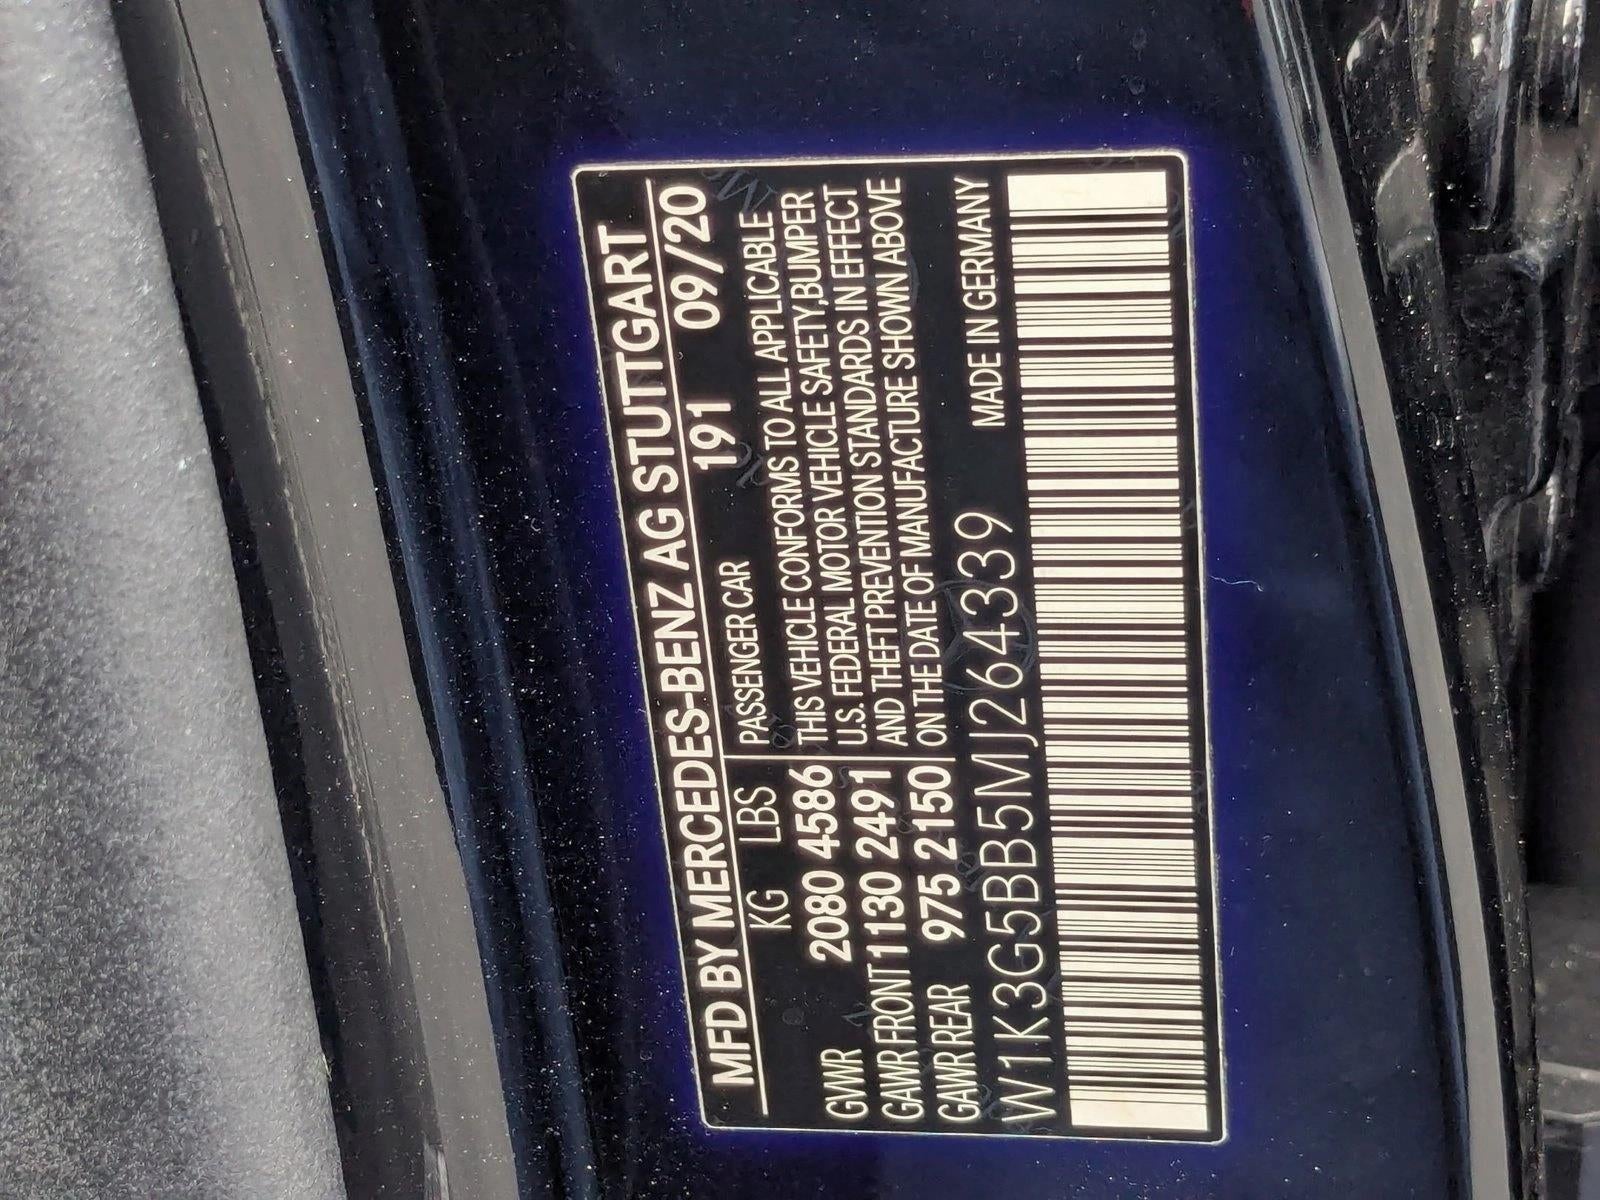 MFD BY MERCEDES-BENZ AG STUTTGART
KG LBS 191 09/20
PASSENGER CAR
GVWR 2080 4586 THIS VEHICLE CONFORMS TO ALL APPLICABLE
U.S. FEDERAL MOTOR VEHICLE SAFETY,BUMPER
GAWR FRONT 1130 2491 AND THEFT PREVENTION STANDARDS IN EFFECT
GAWR REAR 975 2150 ON THE DATE OF MANUFACTURE SHOWN ABOVE
W1K3G5BB5MJ264339 MADE IN GERMANY